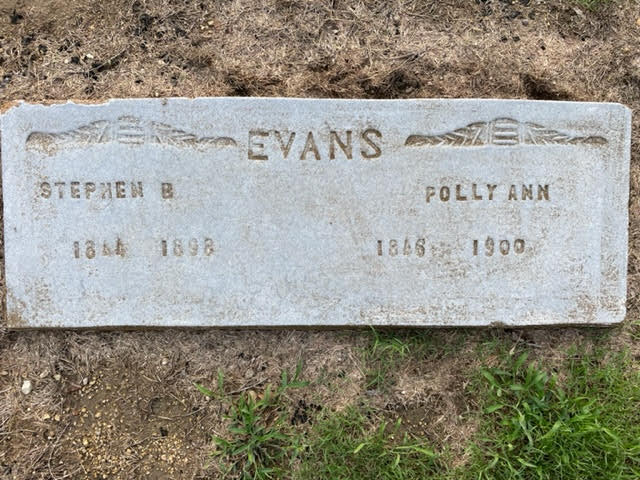 EVANS
STEPHEN B POLLY ANN
1844 1898 1846 1900